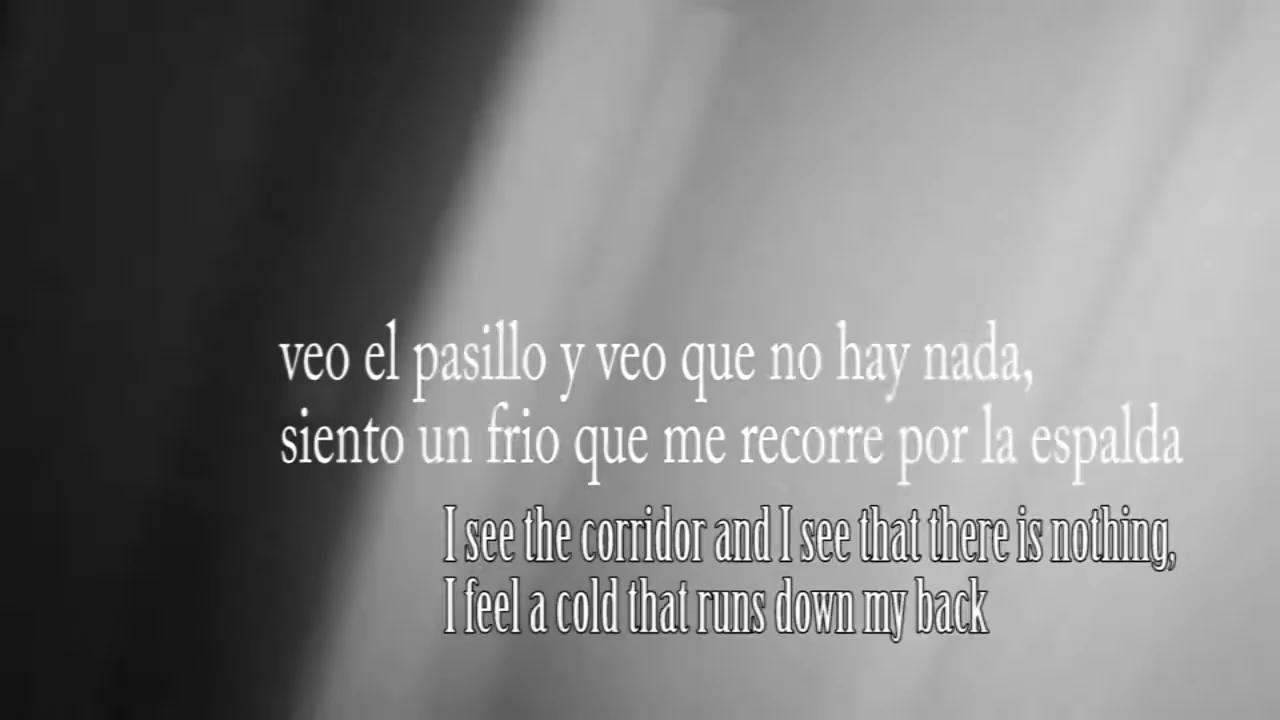 veo el pasillo y veo que no hay nada,
siento un frio que me recorre por la espalda
I see the corridor and I see that there is nothing,
I feel a cold that runs down my back